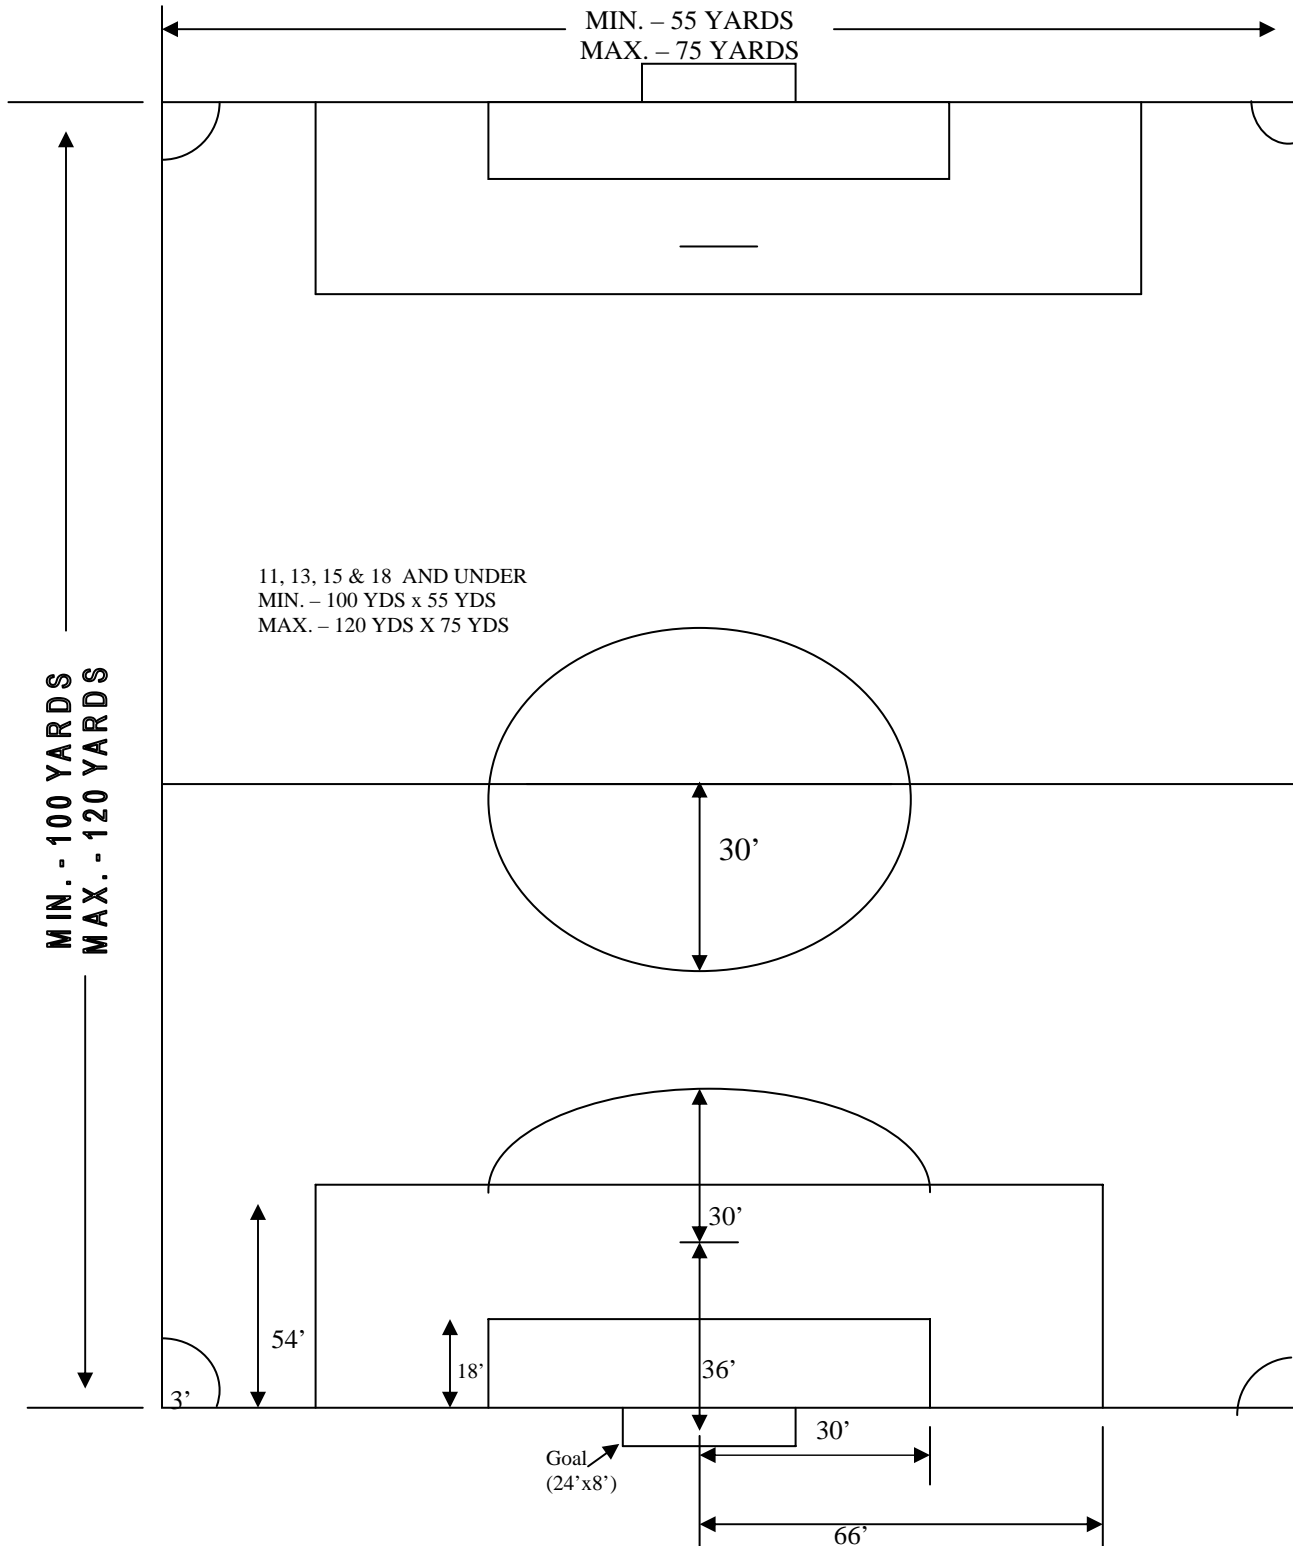 MIN. – 55 YARDS
MAX. – 75 YARDS
11, 13, 15 & 18  AND UNDER
MIN. – 100 YDS x 55 YDS
MAX. – 120 YDS X 75 YDS
MIN. - 100 YARDS
MAX. - 120 YARDS
30’
30’
54’
18’
36’
3’
30’
Goal
(24’x8’)
66’